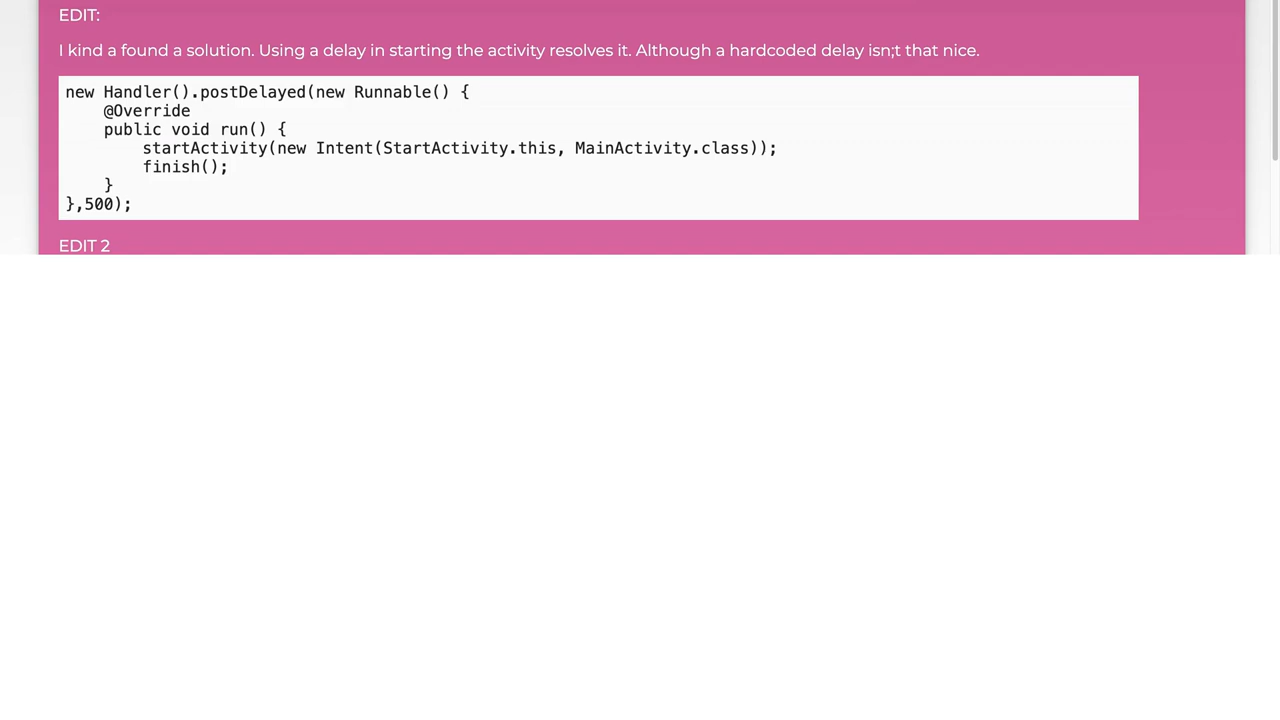 EDIT:
I kind a found a solution. Using a delay in starting the activity resolves it. Although a hardcoded delay isn;t that nice.
new Handler().postDelayed(new Runnable() {
    @Override
    public void run() {
        startActivity(new Intent(StartActivity.this, MainActivity.class));
        finish();
    }
},500);
EDIT 2